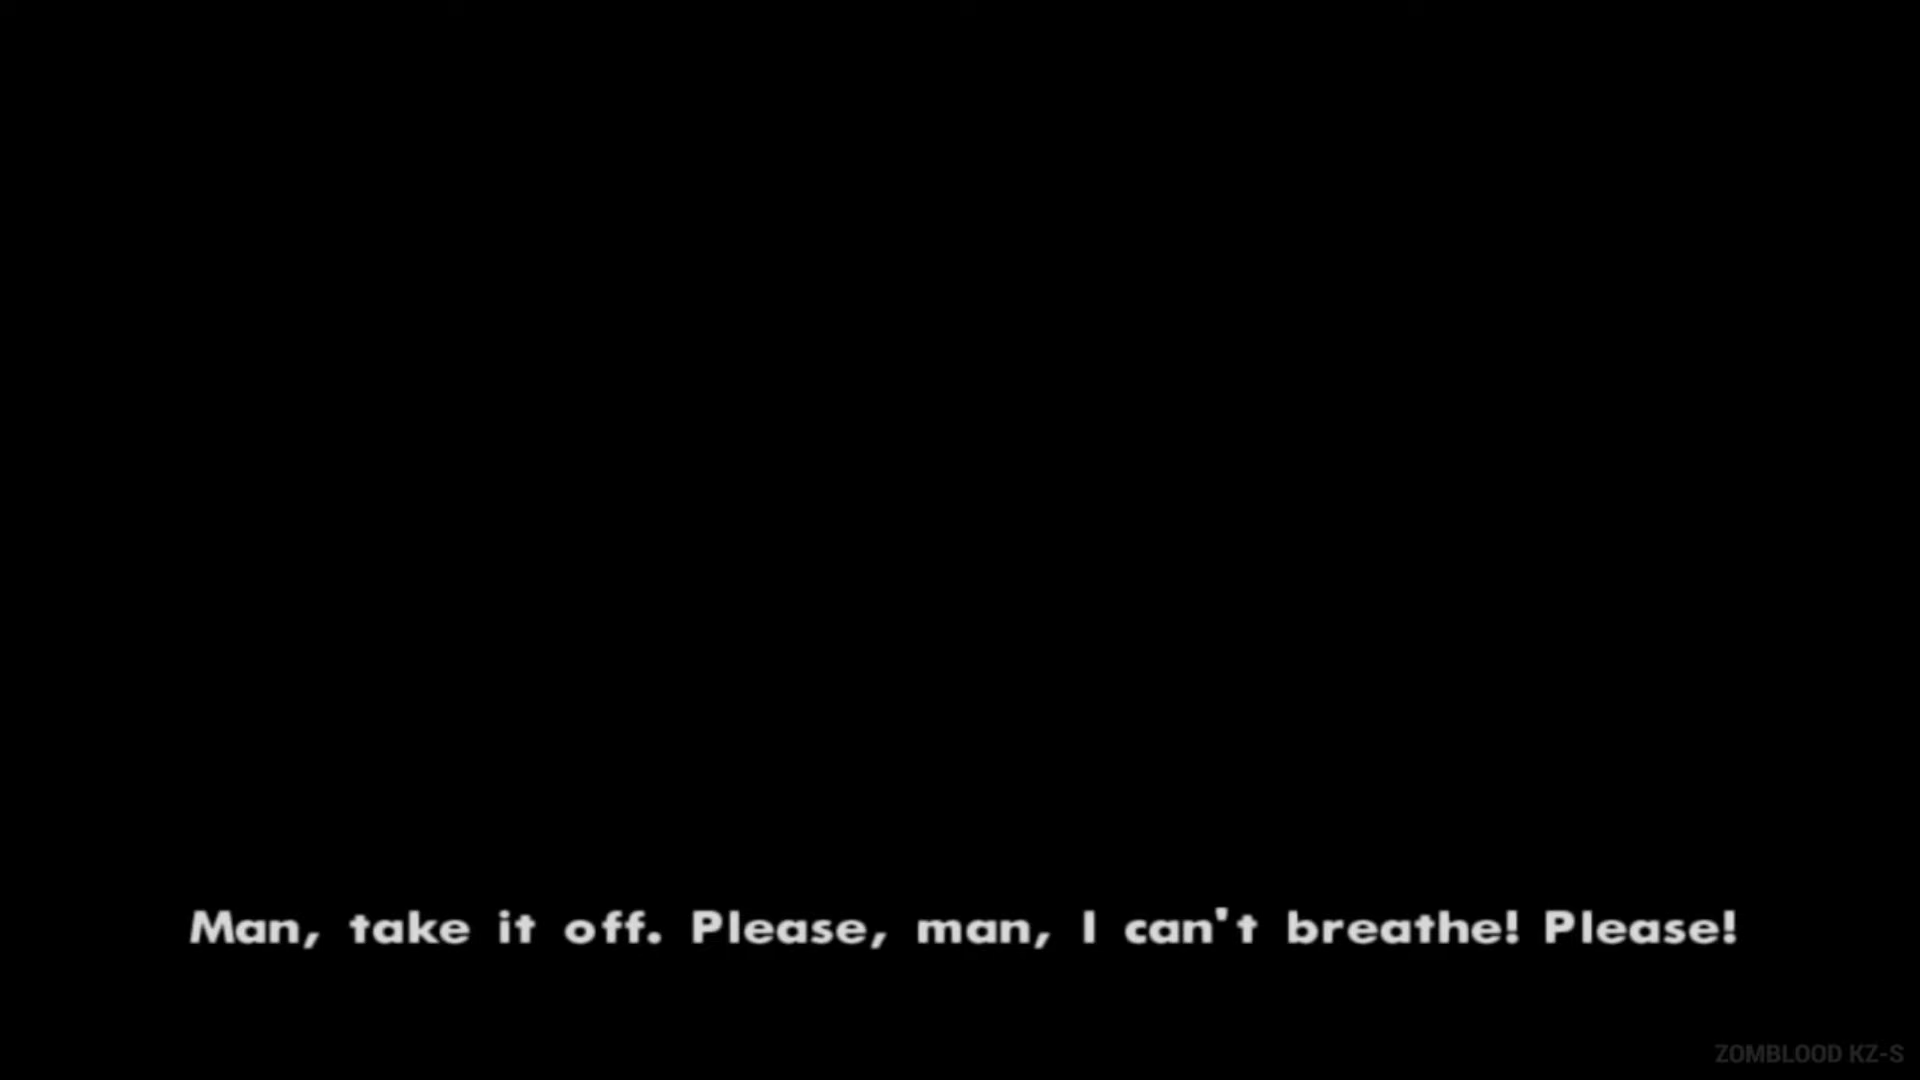 Man, take it off. Please, man, I can't breathe! Please!
ZOMBLOOD KZ-S